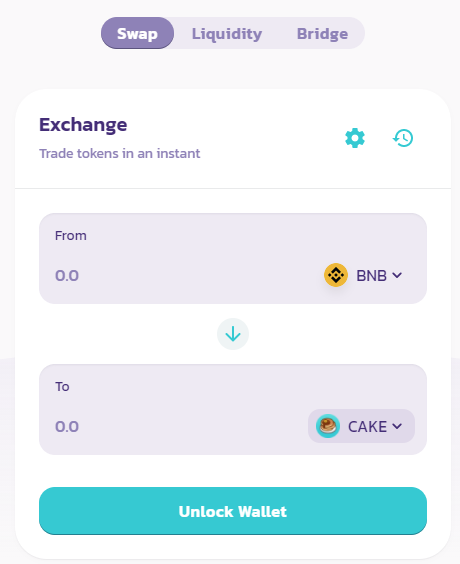 Swap Liquidity Bridge
Exchange
Trade tokens in an instant
From
0.0 BNB
To
0.0 CAKE
Unlock Wallet